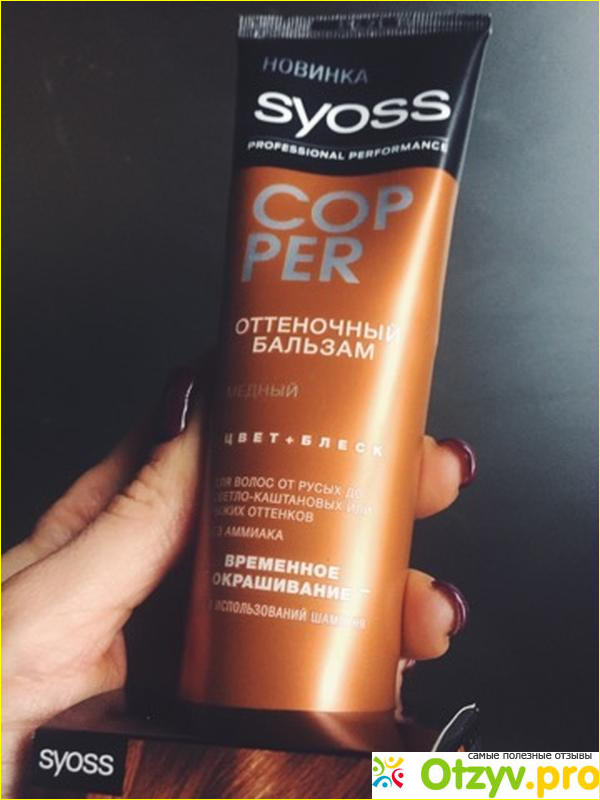 НОВИНКА
syoss
PROFESSIONAL PERFORMANCE
COP
PER
ОТТЕНОЧНЫЙ
БАЛЬЗАМ
МЕДНЫЙ
ЦВЕТ+БЛЕСК
ДЛЯ ВОЛОС ОТ РУСЫХ ДО
СВЕТЛО-КАШТАНОВЫХ ИЛИ
РЫЖИХ ОТТЕНКОВ
БЕЗ АММИАКА
ВРЕМЕННОЕ
ОКРАШИВАНИЕ
ИСПОЛЬЗОВАНИЙ ШАМПУНЯ
syoss
самые полезные отзывы
Otzyv.pro